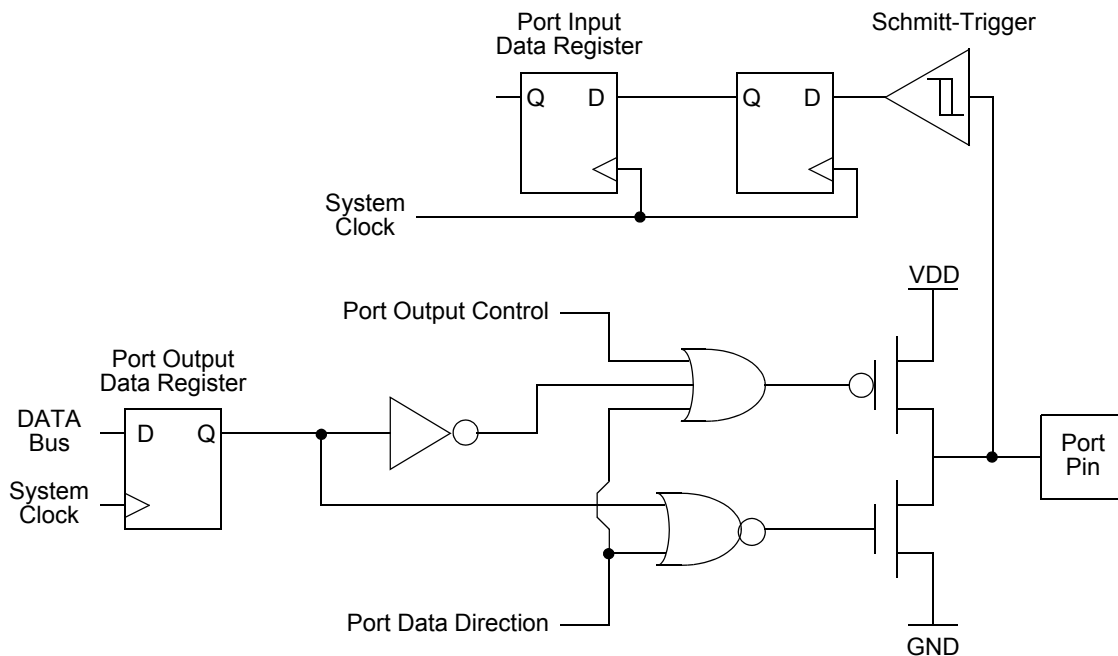 Port Input
Data Register
Schmitt-Trigger
Q D
Q D
System
Clock
VDD
Port Output Control
Port Output
Data Register
DATA
Bus
D Q
System
Clock
Port
Pin
Port Data Direction
GND